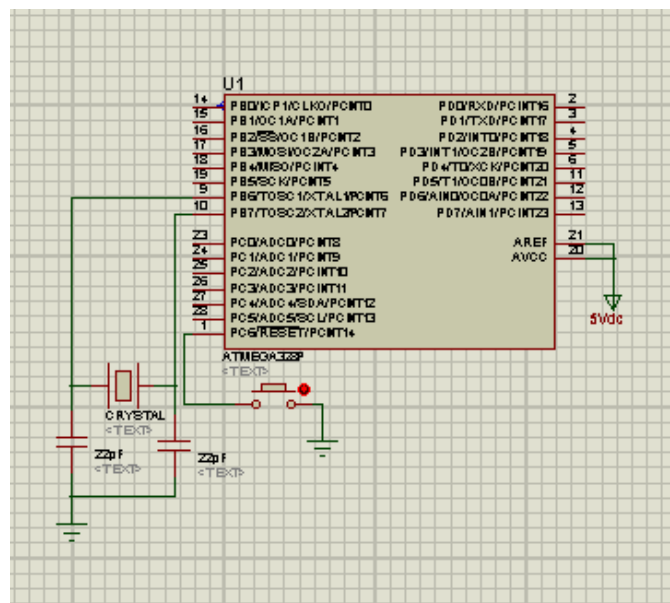 U1
14 PB0/ICP1/CLKO/PCINT0
15 PB1/OC1A/PCINT1
16 PB2/SS/OC1B/PCINT2
17 PB3/MOSI/OC2A/PCINT3
18 PB4/MISO/PCINT4
19 PB5/SCK/PCINT5
9 PB6/TOSC1/XTAL1/PCINT6
10 PB7/TOSC2/XTAL2/PCINT7
23 PC0/ADC0/PCINT8
24 PC1/ADC1/PCINT9
25 PC2/ADC2/PCINT10
26 PC3/ADC3/PCINT11
27 PC4/ADC4/SDA/PCINT12
28 PC5/ADC5/SCL/PCINT13
1 PC6/RESET/PCINT14
PD0/RXD/PCINT16 2
PD1/TXD/PCINT17 3
PD2/INT0/PCINT18 4
PD3/INT1/OC2B/PCINT19 5
PD4/T0/XCK/PCINT20 6
PD5/T1/OC0B/PCINT21 11
PD6/AIN0/OC0A/PCINT22 12
PD7/AIN1/PCINT23 13
AREF 21
AVCC 20
5Vdc
ATMEGA328P
<TEXT>
CRYSTAL
<TEXT>
22pF
<TEXT>
22pF
<TEXT>